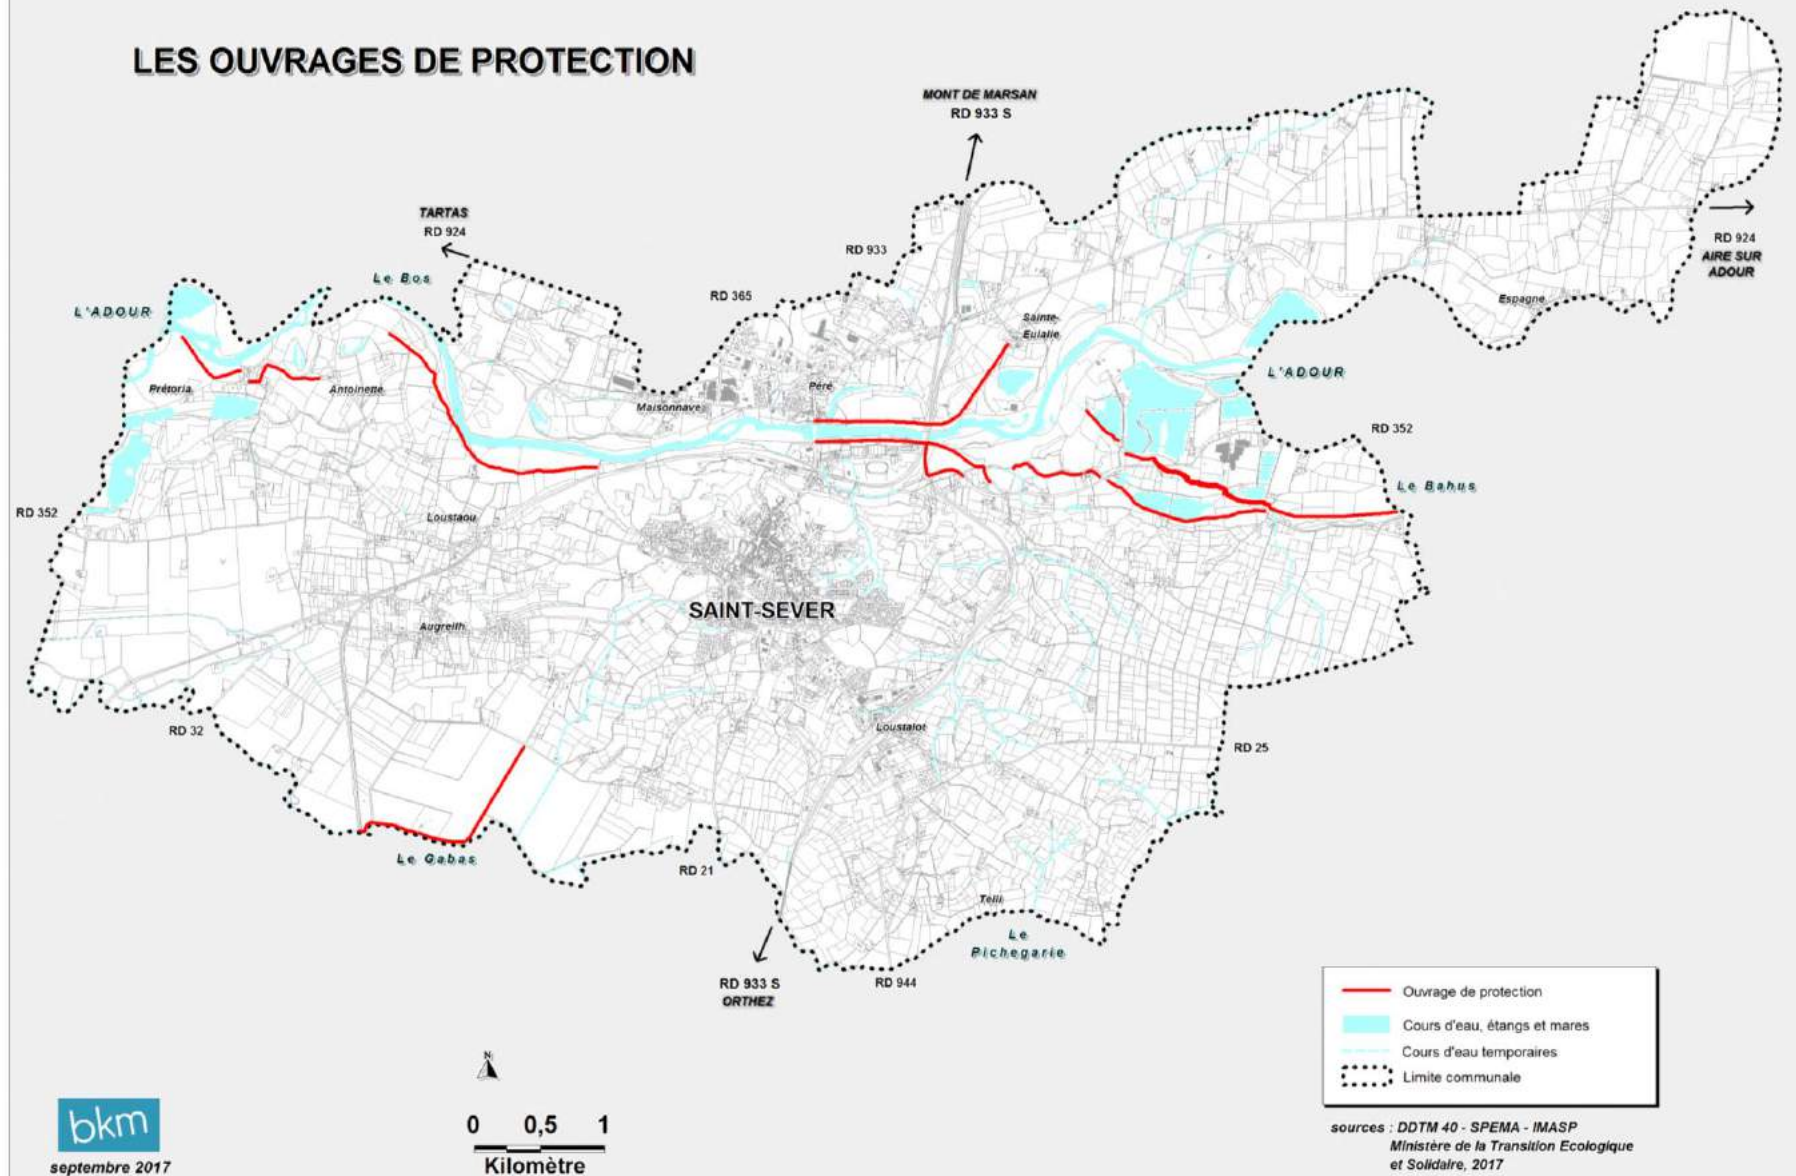 LES OUVRAGES DE PROTECTION
MONT DE MARSAN
RD 933 S
TARTAS
RD 924
RD 933
RD 924
AIRE SUR
ADOUR
Le Bos
RD 365
L'ADOUR
Espagne
Sainte-
Eulalie
L'ADOUR
Prétoria
Antoinette
Péré
Maisonnave
RD 352
Le Bahus
RD 352
Loustaou
SAINT-SEVER
Augreilh
RD 32
Loustalot
RD 25
Le Gabas
RD 21
Telli
Le
Pichegarie
RD 933 S
ORTHEZ
RD 944
Ouvrage de protection
Cours d'eau, étangs et mares
Cours d'eau temporaires
Limite communale
N
bkm
septembre 2017
0 0,5 1
Kilomètre
sources : DDTM 40 - SPEMA - IMASP
Ministère de la Transition Ecologique
et Solidaire, 2017